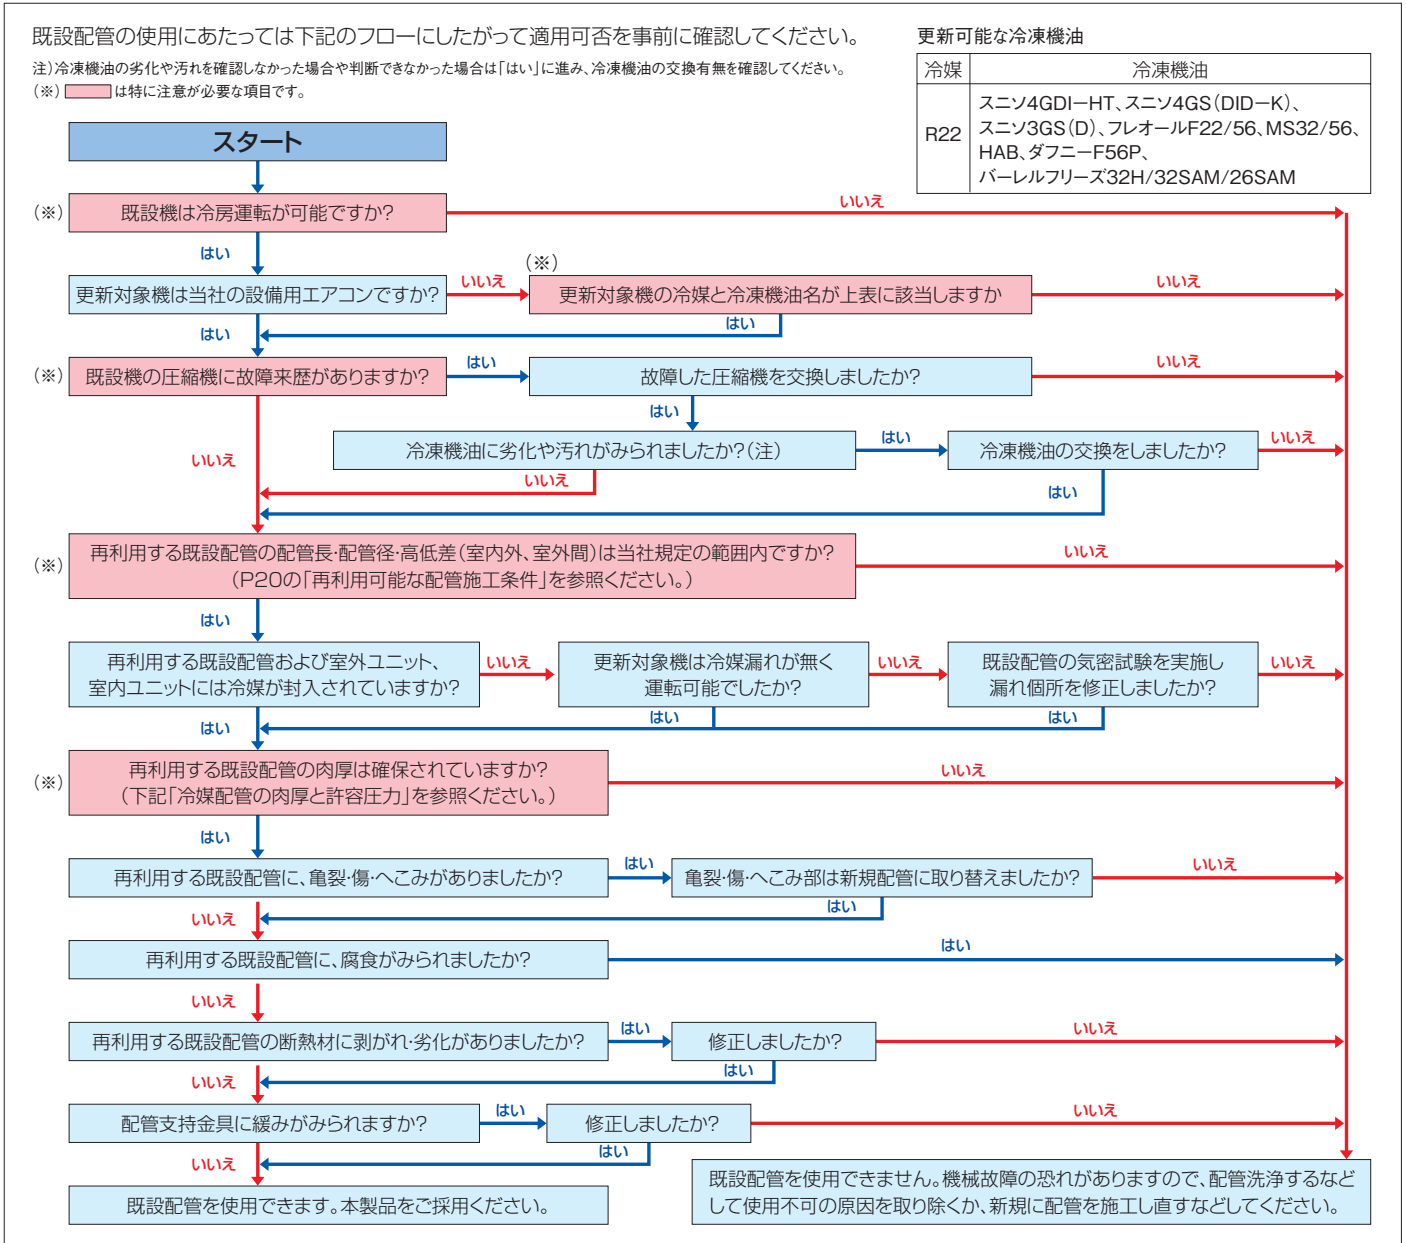 既設配管の使用にあたっては下記のフローにしたがって適用可否を事前に確認してください。
注)冷凍機油の劣化や汚れを確認しなかった場合や判断できなかった場合は「はい」に進み、冷凍機油の交換有無を確認してください。
(※) は特に注意が必要な項目です。
更新可能な冷凍機油
冷媒 冷凍機油
R22
スニソ4GDI-HT、スニソ4GS(DID-K)、
スニソ3GS(D)、フレオールF22/56、MS32/56、
HAB、ダフニーF56P、
バーレルフリーズ32H/32SAM/26SAM
スタート
(※) 既設機は冷房運転が可能ですか? いいえ
はい
更新対象機は当社の設備用エアコンですか? いいえ
(※)
更新対象機の冷媒と冷凍機油名が上表に該当しますか いいえ
はい はい
(※) 既設機の圧縮機に故障来歴がありますか? はい 故障した圧縮機を交換しましたか? いいえ
はい
冷凍機油に劣化や汚れがみられましたか?(注) はい 冷凍機油の交換をしましたか? いいえ
いいえ いいえ はい
(※) 再利用する既設配管の配管長・配管径・高低差(室内外、室外間)は当社規定の範囲内ですか? いいえ
(P20の「再利用可能な配管施工条件」を参照ください。)
はい
再利用する既設配管および室外ユニット、
室内ユニットには冷媒が封入されていますか?
いいえ
更新対象機は冷媒漏れが無く
運転可能でしたか?
いいえ
既設配管の気密試験を実施し
漏れ個所を修正しましたか?
いいえ
はい はい はい
(※) 再利用する既設配管の肉厚は確保されていますか? いいえ
(下記「冷媒配管の肉厚と許容圧力」を参照ください。)
はい
再利用する既設配管に、亀裂・傷・へこみがありましたか? はい 亀裂・傷・へこみ部は新規配管に取り替えましたか? いいえ
いいえ はい
再利用する既設配管に、腐食がみられましたか? はい
いいえ
再利用する既設配管の断熱材に剥がれ・劣化がありましたか? はい 修正しましたか? いいえ
いいえ はい
配管支持金具に緩みがみられますか? はい 修正しましたか? いいえ
いいえ はい
既設配管を使用できます。本製品をご採用ください。
既設配管を使用できません。機械故障の恐れがありますので、配管洗浄するなど
して使用不可の原因を取り除くか、新規に配管を施工し直すなどしてください。